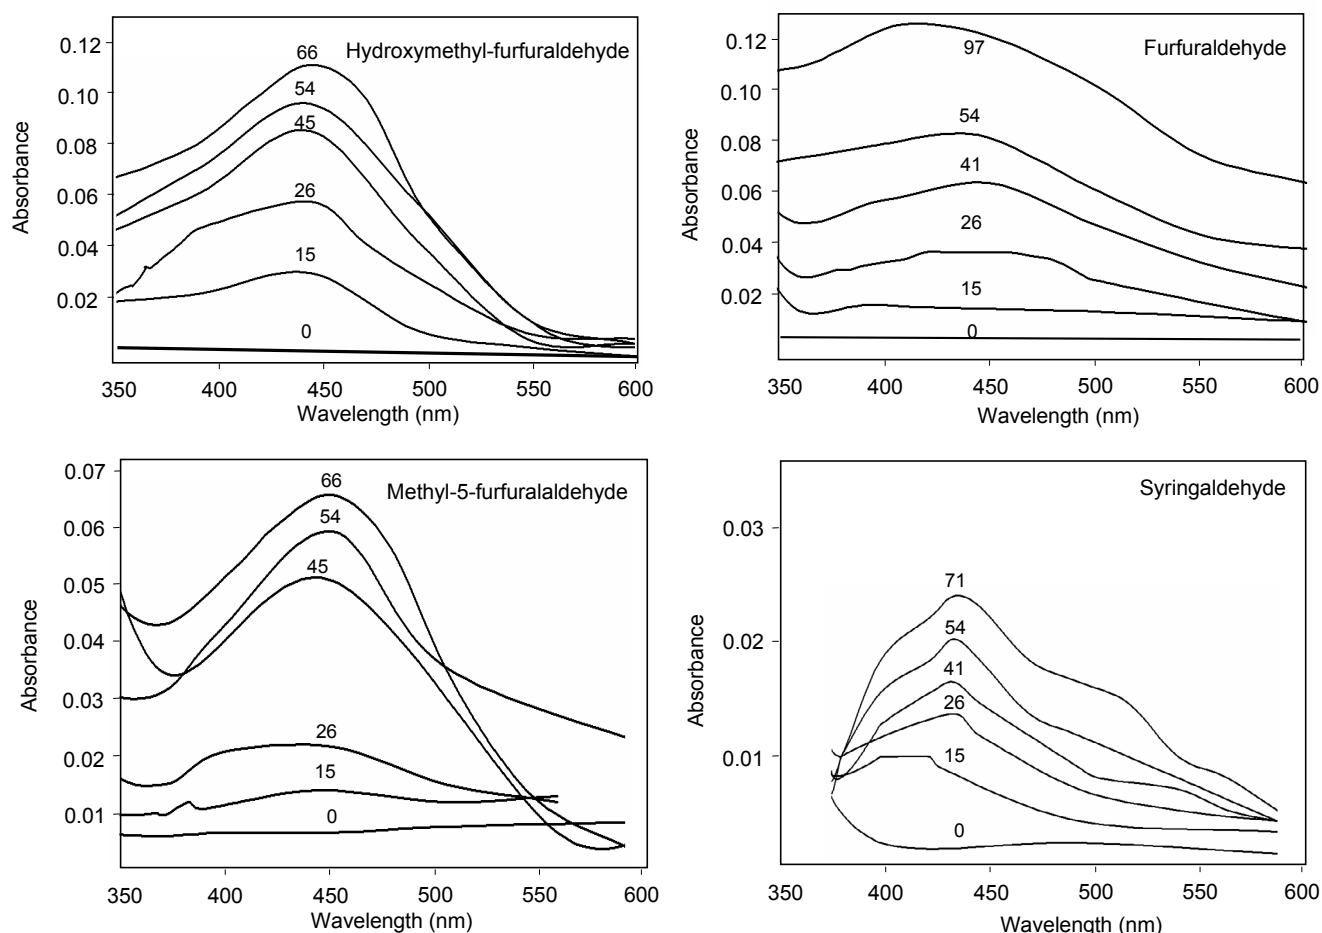 Hydroxymethyl-furfuraldehyde
Absorbance
0.12
0.10
0.08
0.06
0.04
0.02
66
54
45
26
15
0
350 400 450 500 550 600
Wavelength (nm)
Furfuraldehyde
Absorbance
0.12
0.10
0.08
0.06
0.04
0.02
97
54
41
26
15
0
350 400 450 500 550 600
Wavelength (nm)
Methyl-5-furfuralaldehyde
Absorbance
0.07
0.06
0.05
0.04
0.03
0.02
0.01
66
54
45
26
15
0
350 400 450 500 550 600
Wavelength (nm)
Syringaldehyde
Absorbance
0.03
0.02
0.01
71
54
41
26
15
0
350 400 450 500 550 600
Wavelength (nm)